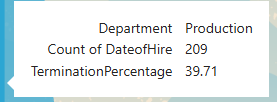 Department Production
Count of DateofHire 209
TerminationPercentage 39.71